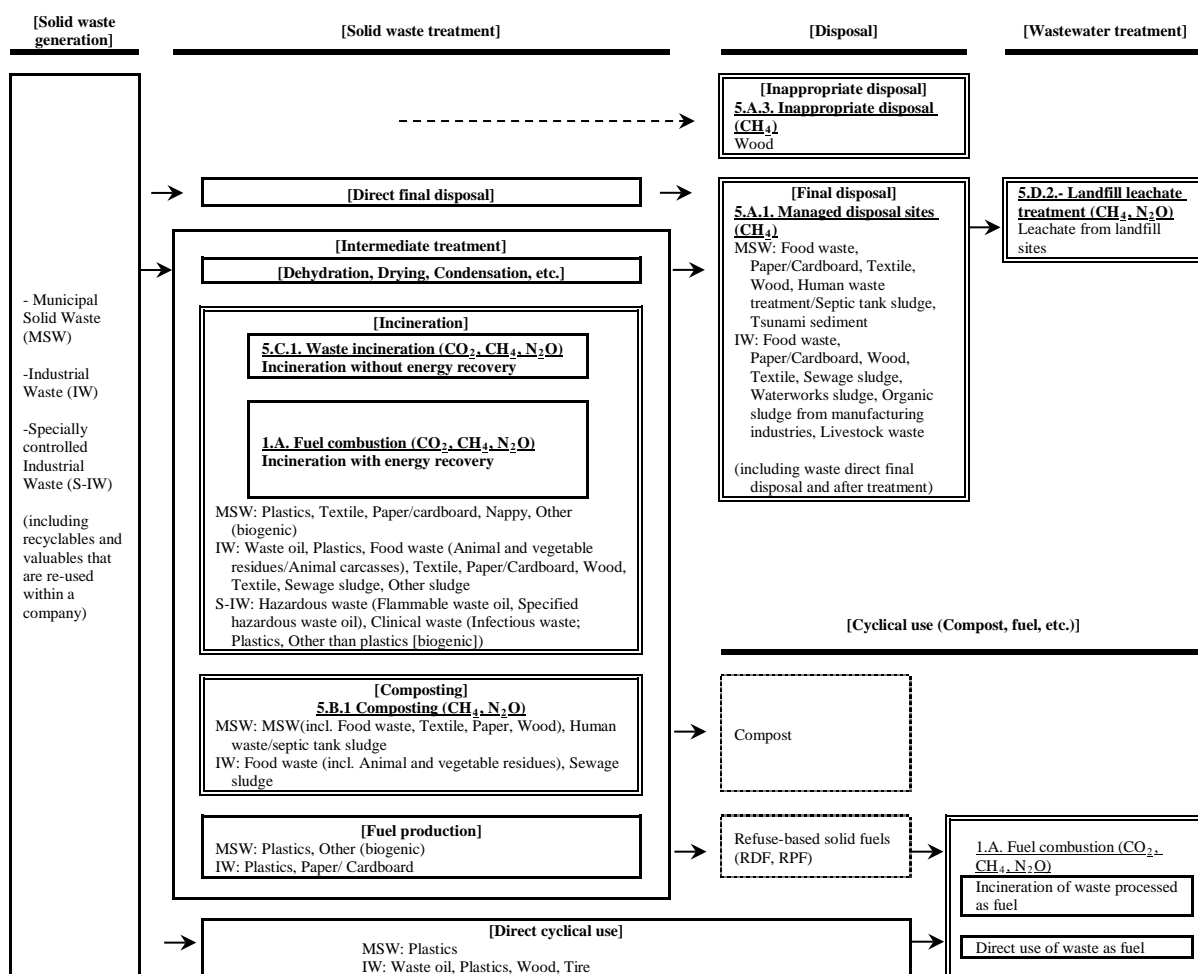 [Solid waste
generation]
[Solid waste treatment]
[Disposal]
[Wastewater treatment]
- Municipal
Solid Waste
(MSW)
-Industrial
Waste (IW)
-Specially
controlled
Industrial
Waste (S-IW)
(including
recyclables and
valuables that
are re-used
within a
company)
[Inappropriate disposal]
5.A.3. Inappropriate disposal
(CH₄)
Wood
[Direct final disposal]
[Final disposal]
5.A.1. Managed disposal sites
(CH₄)
MSW: Food waste,
Paper/Cardboard, Textile,
Wood, Human waste
treatment/Septic tank sludge,
Tsunami sediment
IW: Food waste,
Paper/Cardboard, Wood,
Textile, Sewage sludge,
Waterworks sludge, Organic
sludge from manufacturing
industries, Livestock waste
(including waste direct final
disposal and after treatment)
5.D.2.- Landfill leachate
treatment (CH₄, N₂O)
Leachate from landfill
sites
[Intermediate treatment]
[Dehydration, Drying, Condensation, etc.]
[Incineration]
5.C.1. Waste incineration (CO₂, CH₄, N₂O)
Incineration without energy recovery
1.A. Fuel combustion (CO₂, CH₄, N₂O)
Incineration with energy recovery
MSW: Plastics, Textile, Paper/cardboard, Nappy, Other
(biogenic)
IW: Waste oil, Plastics, Food waste (Animal and vegetable
residues/Animal carcasses), Textile, Paper/Cardboard, Wood,
Textile, Sewage sludge, Other sludge
S-IW: Hazardous waste (Flammable waste oil, Specified
hazardous waste oil), Clinical waste (Infectious waste;
Plastics, Other than plastics [biogenic])
[Cyclical use (Compost, fuel, etc.)]
[Composting]
5.B.1 Composting (CH₄, N₂O)
MSW: MSW(incl. Food waste, Textile, Paper, Wood), Human
waste/septic tank sludge
IW: Food waste (incl. Animal and vegetable residues), Sewage
sludge
Compost
[Fuel production]
MSW: Plastics, Other (biogenic)
IW: Plastics, Paper/ Cardboard
Refuse-based solid fuels
(RDF, RPF)
1.A. Fuel combustion (CO₂,
CH₄, N₂O)
Incineration of waste processed
as fuel
Direct use of waste as fuel
[Direct cyclical use]
MSW: Plastics
IW: Waste oil, Plastics, Wood, Tire